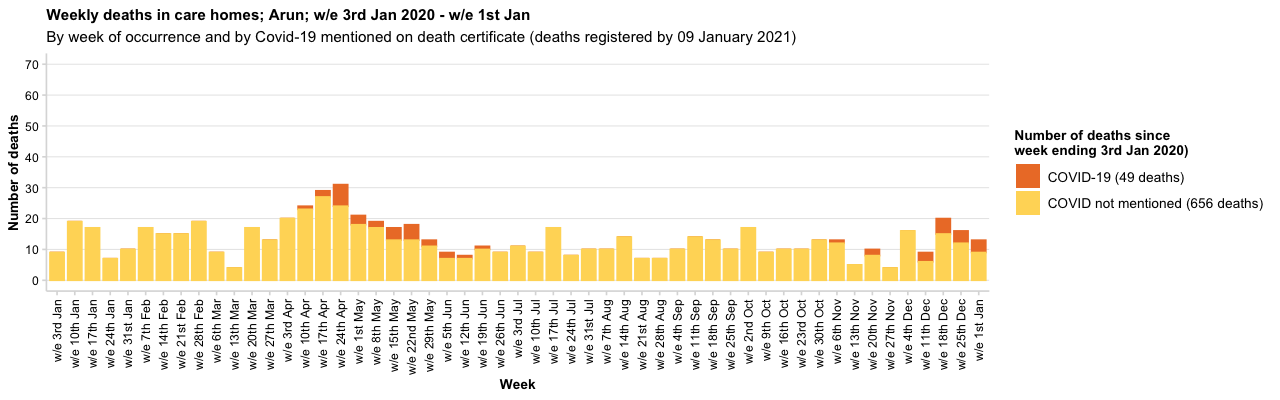 Weekly deaths in care homes; Arun; w/e 3rd Jan 2020 - w/e 1st Jan
By week of occurrence and by Covid-19 mentioned on death certificate (deaths registered by 09 January 2021)
Number of deaths
70
60
50
40
30
20
10
0
w/e 3rd Jan
w/e 10th Jan
w/e 17th Jan
w/e 24th Jan
w/e 31st Jan
w/e 7th Feb
w/e 14th Feb
w/e 21st Feb
w/e 28th Feb
w/e 6th Mar
w/e 13th Mar
w/e 20th Mar
w/e 27th Mar
w/e 3rd Apr
w/e 10th Apr
w/e 17th Apr
w/e 24th Apr
w/e 1st May
w/e 8th May
w/e 15th May
w/e 22nd May
w/e 29th May
w/e 5th Jun
w/e 12th Jun
w/e 19th Jun
w/e 26th Jun
w/e 3rd Jul
w/e 10th Jul
w/e 17th Jul
w/e 24th Jul
w/e 31st Jul
w/e 7th Aug
w/e 14th Aug
w/e 21st Aug
w/e 28th Aug
w/e 4th Sep
w/e 11th Sep
w/e 18th Sep
w/e 25th Sep
w/e 2nd Oct
w/e 9th Oct
w/e 16th Oct
w/e 23rd Oct
w/e 30th Oct
w/e 6th Nov
w/e 13th Nov
w/e 20th Nov
w/e 27th Nov
w/e 4th Dec
w/e 11th Dec
w/e 18th Dec
w/e 25th Dec
w/e 1st Jan
Week
Number of deaths since
week ending 3rd Jan 2020)
COVID-19 (49 deaths)
COVID not mentioned (656 deaths)